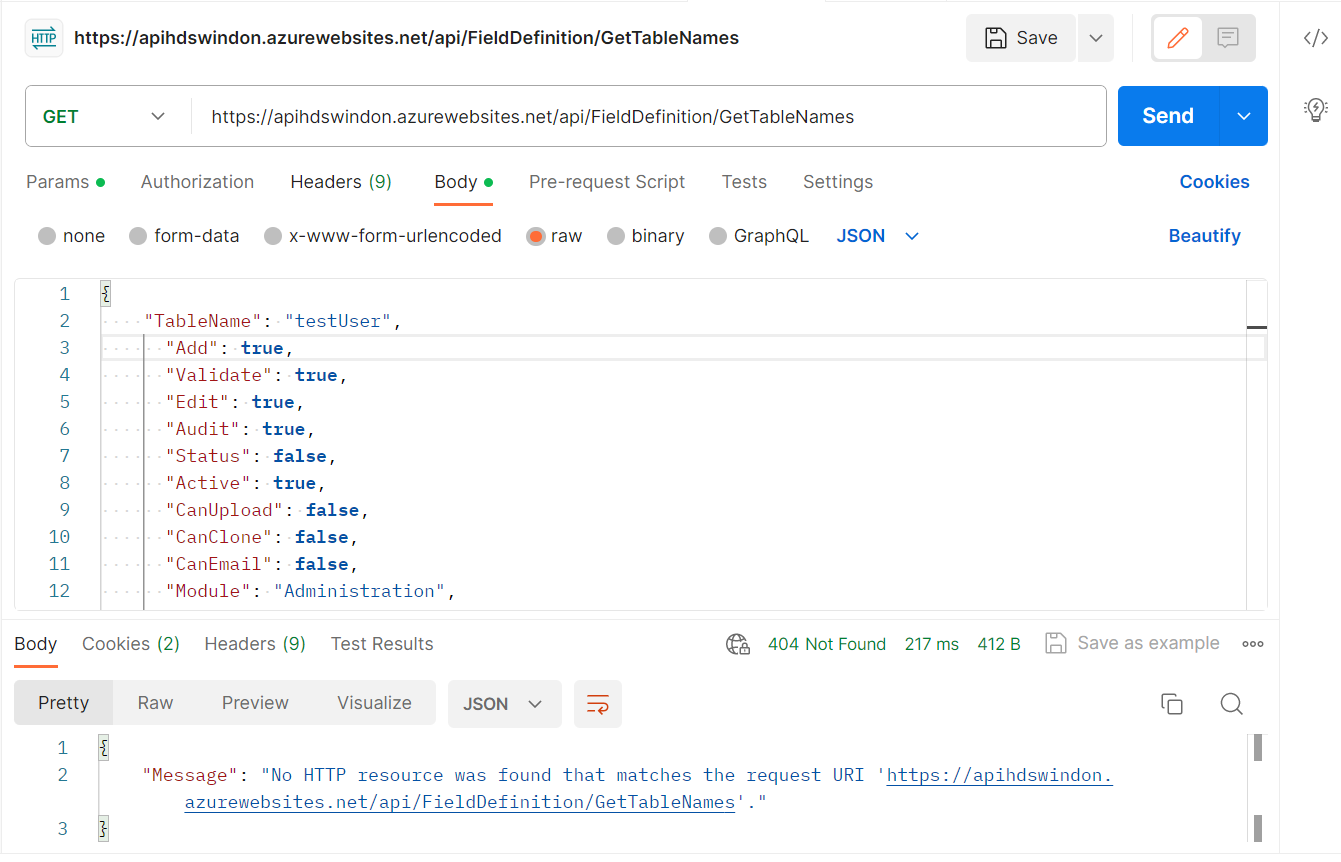 HTTP https://apihdswindon.azurewebsites.net/api/FieldDefinition/GetTableNames Save </>
GET https://apihdswindon.azurewebsites.net/api/FieldDefinition/GetTableNames Send
Params Authorization Headers (9) Body Pre-request Script Tests Settings Cookies
none form-data x-www-form-urlencoded raw binary GraphQL JSON Beautify
1 {
2 "TableName": "testUser",
3 "Add": true,
4 "Validate": true,
5 "Edit": true,
6 "Audit": true,
7 "Status": false,
8 "Active": true,
9 "CanUpload": false,
10 "CanClone": false,
11 "CanEmail": false,
12 "Module": "Administration",
Body Cookies (2) Headers (9) Test Results 404 Not Found 217 ms 412 B Save as example
Pretty Raw Preview Visualize JSON
1 {
2 "Message": "No HTTP resource was found that matches the request URI 'https://apihdswindon.
azurewebsites.net/api/FieldDefinition/GetTableNames'."
3 }